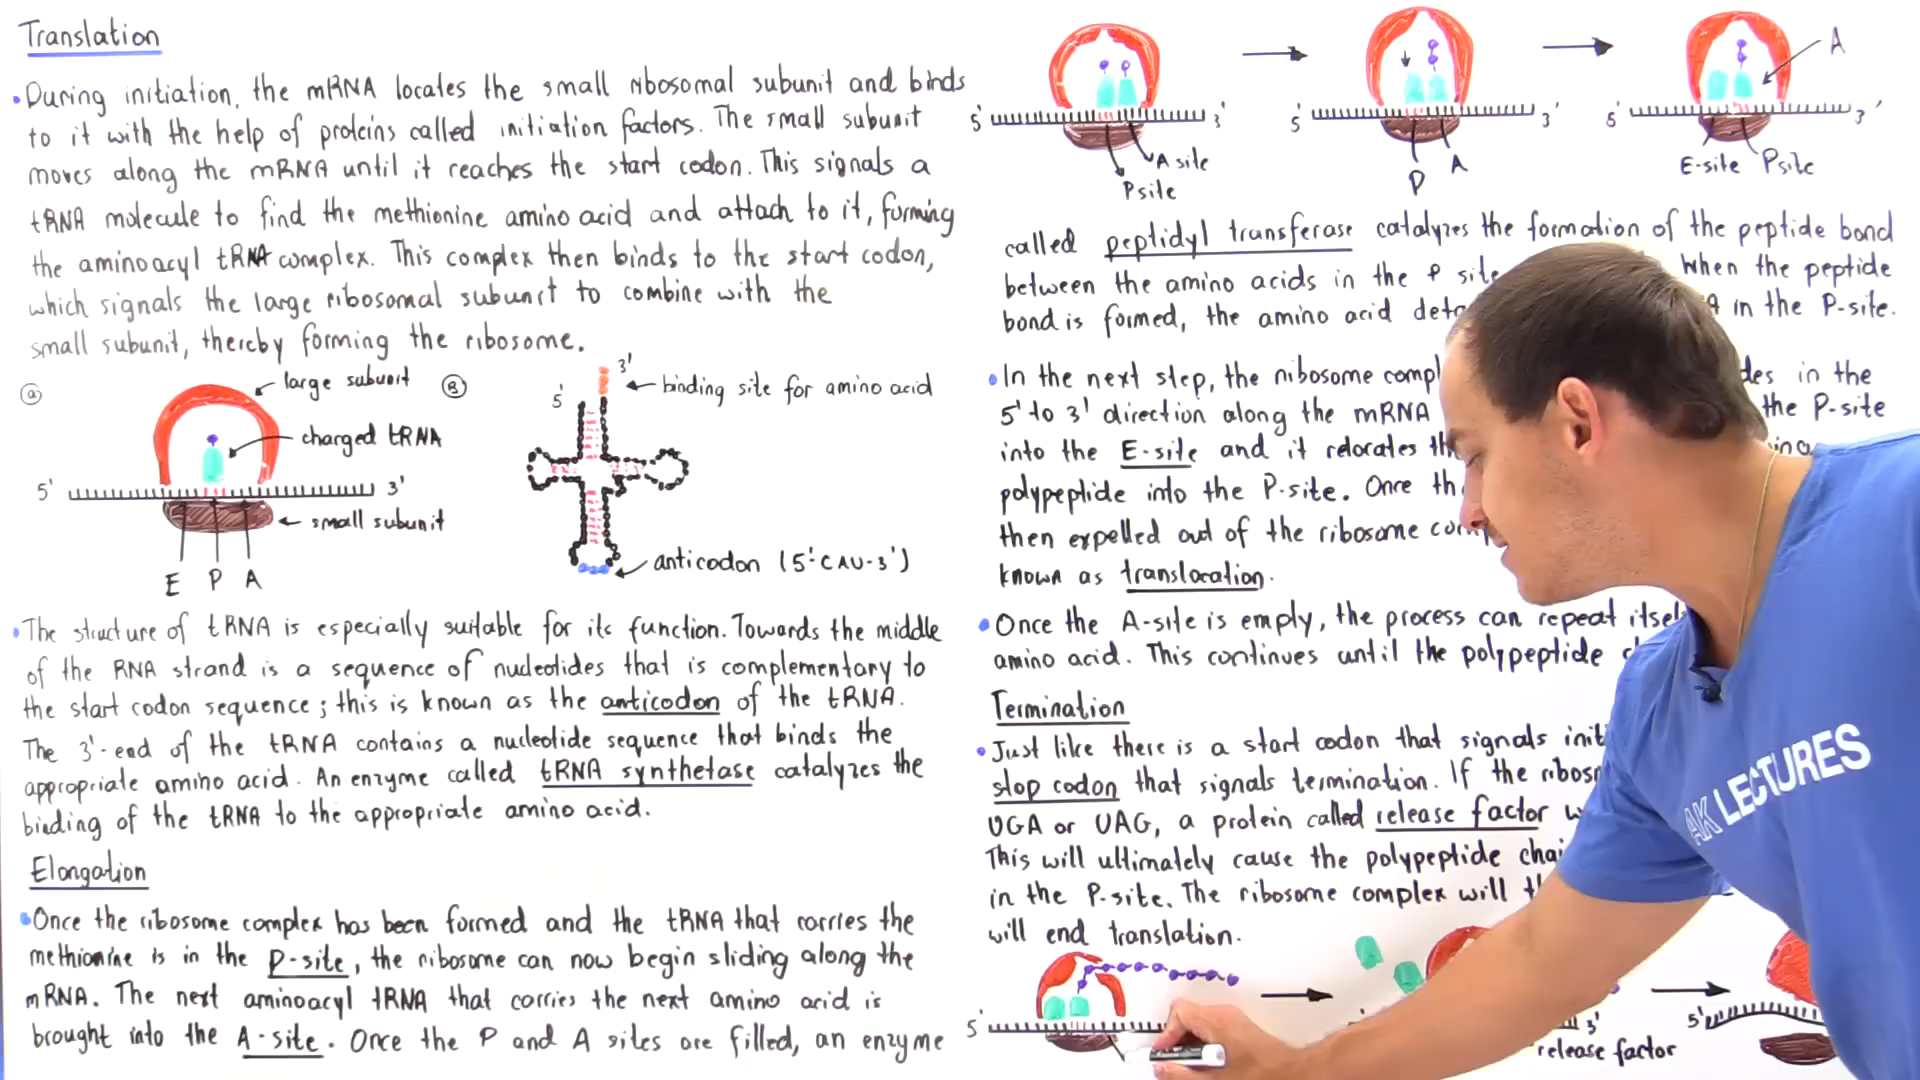 Translation
• During initiation, the mRNA locates the small ribosomal subunit and binds
to it with the help of proteins called initiation factors. The small subunit
moves along the mRNA until it reaches the start codon. This signals a
tRNA molecule to find the methionine amino acid and attach to it, forming
the aminoacyl tRNA complex. This complex then binds to the start codon,
which signals the large ribosomal subunit to combine with the
small subunit, thereby forming the ribosome.
a
large subunit
charged tRNA
5' 3'
small subunit
E P A
B
3'
5'
binding site for amino acid
anticodon (5'-CAU-3')
• The structure of tRNA is especially suitable for its function. Towards the middle
of the RNA strand is a sequence of nucleotides that is complementary to
the start codon sequence; this is known as the anticodon of the tRNA.
The 3'-end of the tRNA contains a nucleotide sequence that binds the
appropriate amino acid. An enzyme called tRNA synthetase catalyzes the
binding of the tRNA to the appropriate amino acid.
Elongation
• Once the ribosome complex has been formed and the tRNA that carries the
methionine is in the P-site, the ribosome can now begin sliding along the
mRNA. The next aminoacyl tRNA that carries the next amino acid is
brought into the A-site. Once the P and A sites are filled, an enzyme
5' 3'
A site
P site
5' 3'
P A
A
5' 3'
E-site P site
called peptidyl transferase catalyzes the formation of the peptide bond
between the amino acids in the P site When the peptide
bond is formed, the amino acid in the P-site.
• In the next step, the ribosome in the
5' to 3' direction along the mRNA the P-site
into the E-site and it relocates
polypeptide into the P-site. Once
then expelled out of the ribosome
known as translocation.
• Once the A-site is empty, the process can repeat
amino acid. This continues until the polypeptide
Termination
• Just like there is a start codon that signals
stop codon that signals termination. If the
UGA or UAG, a protein called release factor
This will ultimately cause the polypeptide
in the P-site. The ribosome complex will
will end translation.
5'
3'
release factor
5'
AK LECTURES